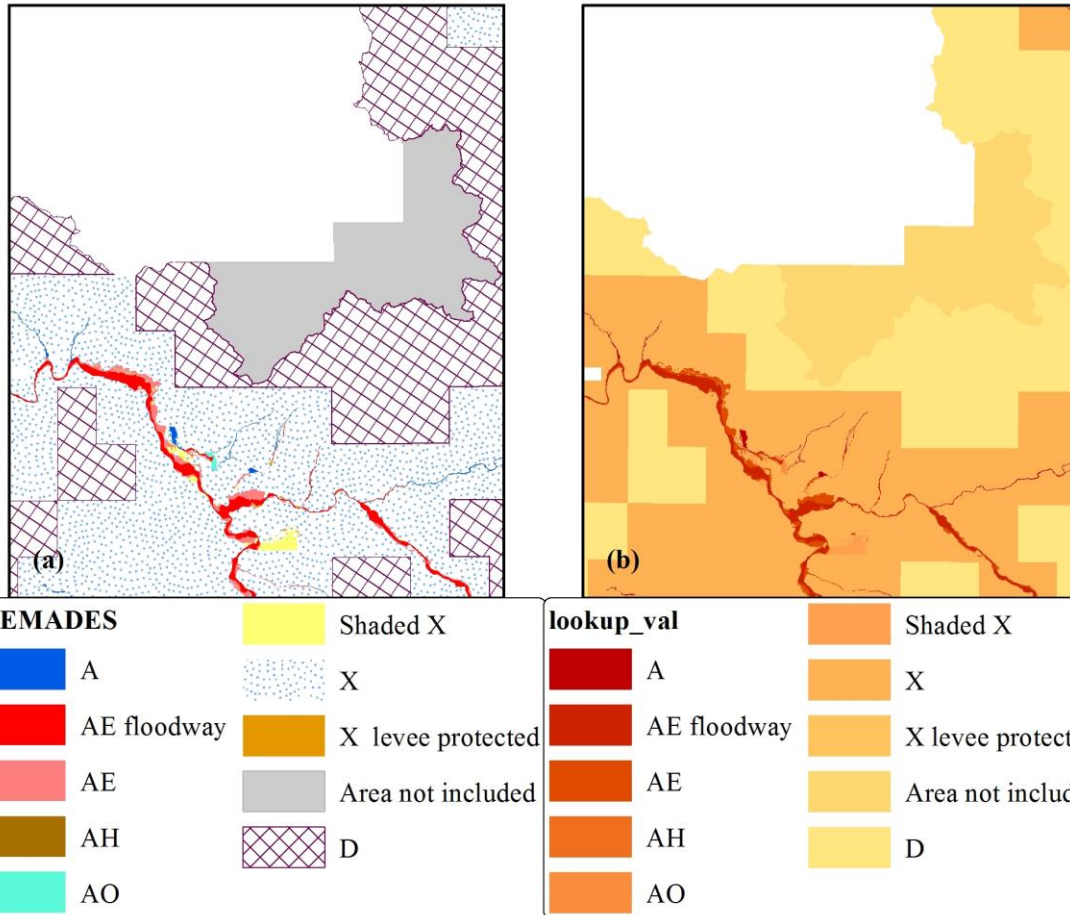 (a)
(b)
EMADES
A
AE floodway
AE
AH
AO
Shaded X
X
X levee protected
Area not included
D
lookup_val
A
AE floodway
AE
AH
AO
Shaded X
X
X levee protect
Area not includ
D